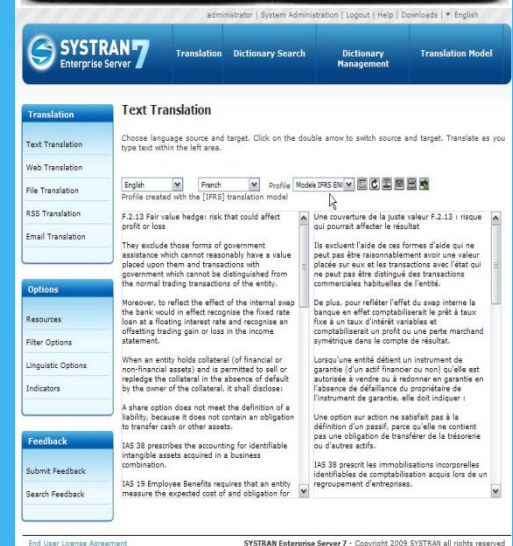 administrator | System Administration | Logout | Help | Downloads | ▼ English
SYSTRAN 7
Enterprise Server
Translation
Dictionary Search
Dictionary
Management
Translation Model
Translation
Text Translation
Web Translation
File Translation
RSS Translation
Email Translation
Options
Resources
Filter Options
Linguistic Options
Indicators
Feedback
Submit Feedback
Search Feedback
Text Translation
Choose language source and target. Click on the double arrow to switch source and target. Translate as you
type text within the left area.
English
French
Profile
Modele IFRS EN
Profile created with the [IFRS] translation model
F.2.13 Fair value hedge: risk that could affect
profit or loss
They exclude those forms of government
assistance which cannot reasonably have a value
placed upon them and transactions with
government which cannot be distinguished from
the normal trading transactions of the entity.
Moreover, to reflect the effect of the internal swap
the bank would in effect recognise the fixed rate
loan at a floating interest rate and recognise an
offsetting trading gain or loss in the income
statement.
When an entity holds collateral (of financial or
non-financial assets) and is permitted to sell or
repledge the collateral in the absence of default
by the owner of the collateral, it shall disclose:
A share option does not meet the definition of a
liability, because it does not contain an obligation
to transfer cash or other assets.
IAS 38 prescribes the accounting for identifiable
intangible assets acquired in a business
combination.
IAS 19 Employee Benefits requires that an entity
measure the expected cost of and obligation for
Une couverture de la juste valeur F.2.13 : risque
qui pourrait affecter le résultat
Ils excluent l'aide de ces formes d'aide qui ne
peut pas être raisonnablement avoir une valeur
placée sur eux et les transactions avec l'état qui
ne peut pas être distingué des transactions
commerciales habituelles de l'entité.
De plus, pour refléter l'effet du swap interne la
banque en effet comptabiliserait le prêt à taux
fixe à un taux d'intérêt variables et
comptabiliserait un profit ou une perte marchand
symétrique dans le compte de résultat.
Lorsqu'une entité détient un instrument de
garantie (d'un actif financier ou non) qu'elle est
autorisée à vendre ou à redonner en garantie en
l'absence de défaillance du propriétaire de
l'instrument de garantie, elle doit indiquer :
Une option sur action ne satisfait pas à la
définition d'un passif, parce qu'elle ne contient
pas une obligation de transférer de la trésorerie
ou d'autres actifs.
IAS 38 prescrit les immobilisations incorporelles
identifiables de comptabilisation acquis lors de un
regroupement d'entreprises.
End User License Agreement
SYSTRAN Enterprise Server 7 - Copyright 2009 SYSTRAN all rights reserved